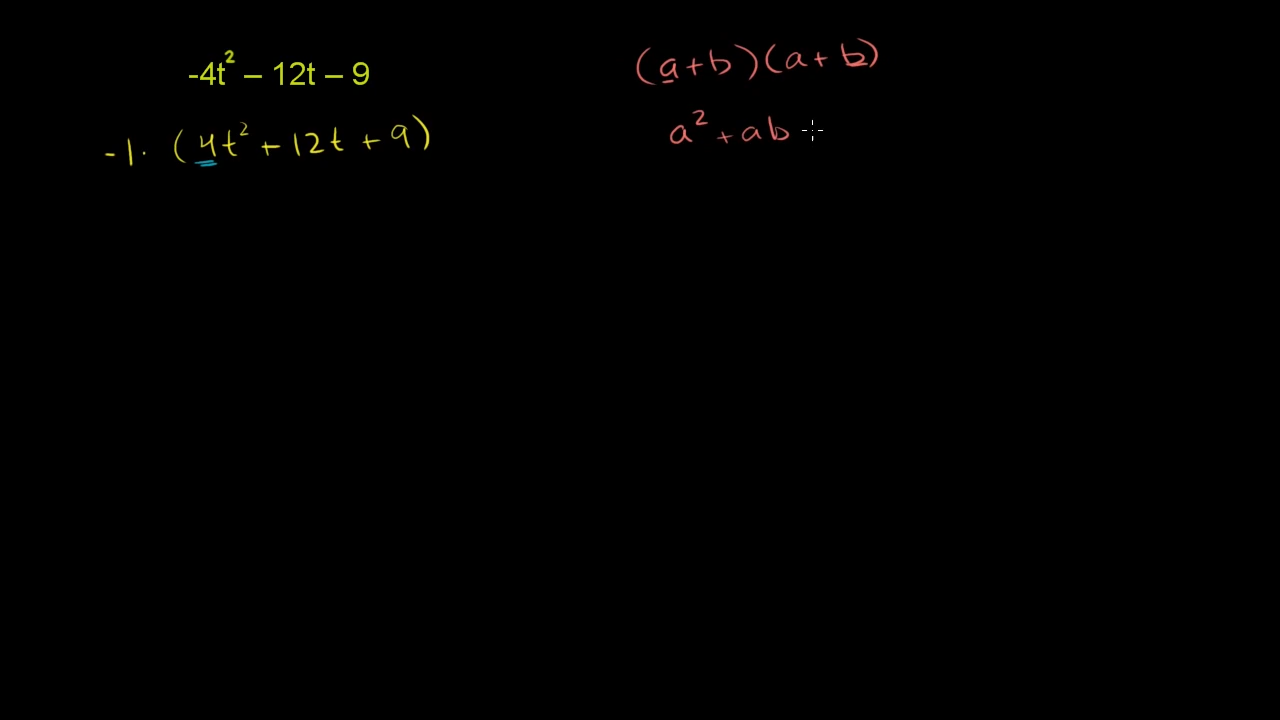 -4t² – 12t – 9
-1· (4t² + 12t + 9)
(a+b)(a+b)
a² + ab